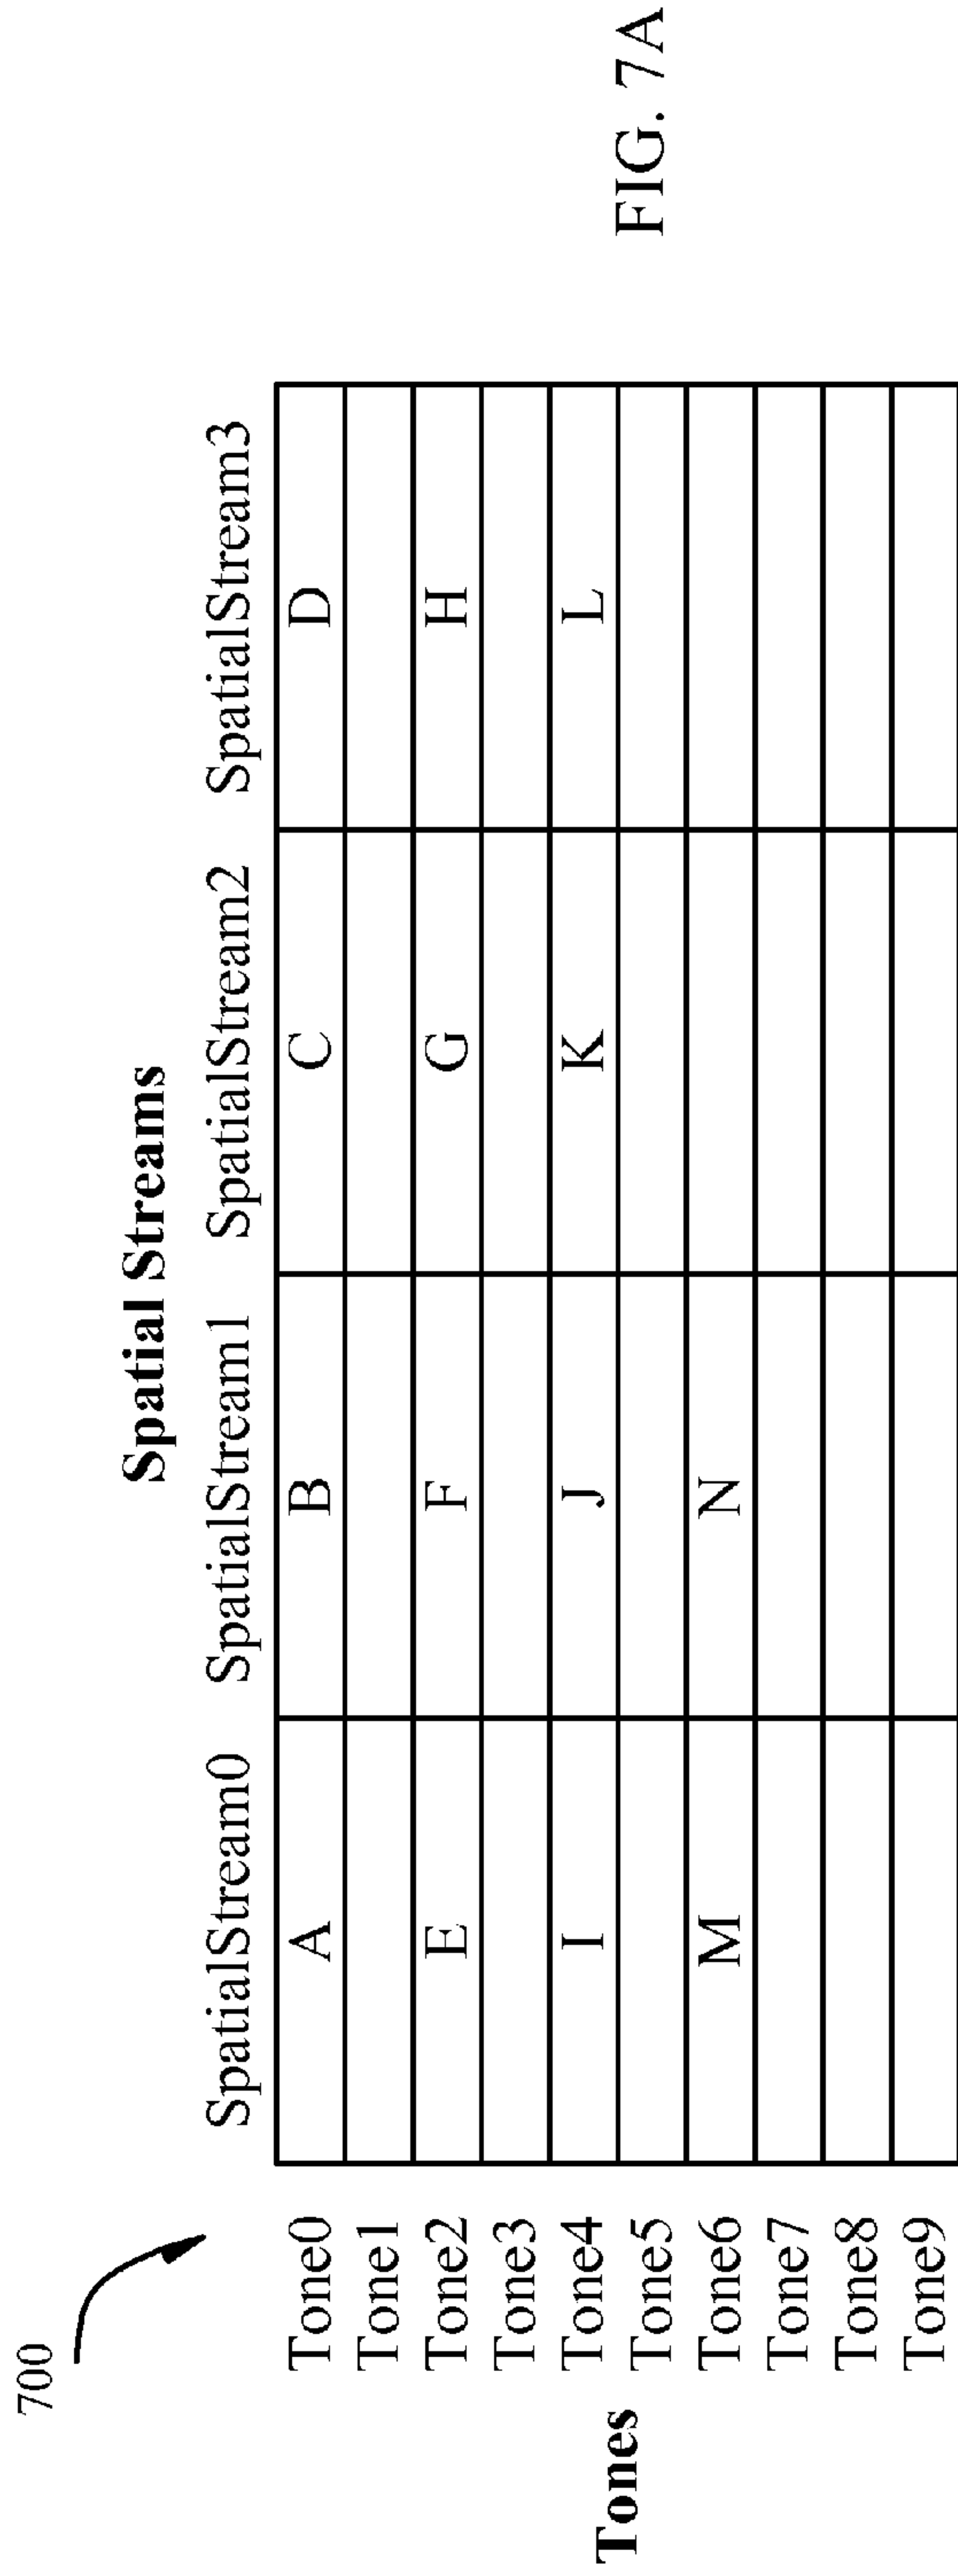 700
Spatial Streams
SpatialStream0 SpatialStream1 SpatialStream2 SpatialStream3
Tones
Tone0 A B C D
Tone1
Tone2 E F G H
Tone3
Tone4 I J K L
Tone5
Tone6 M N
Tone7
Tone8
Tone9
FIG. 7A